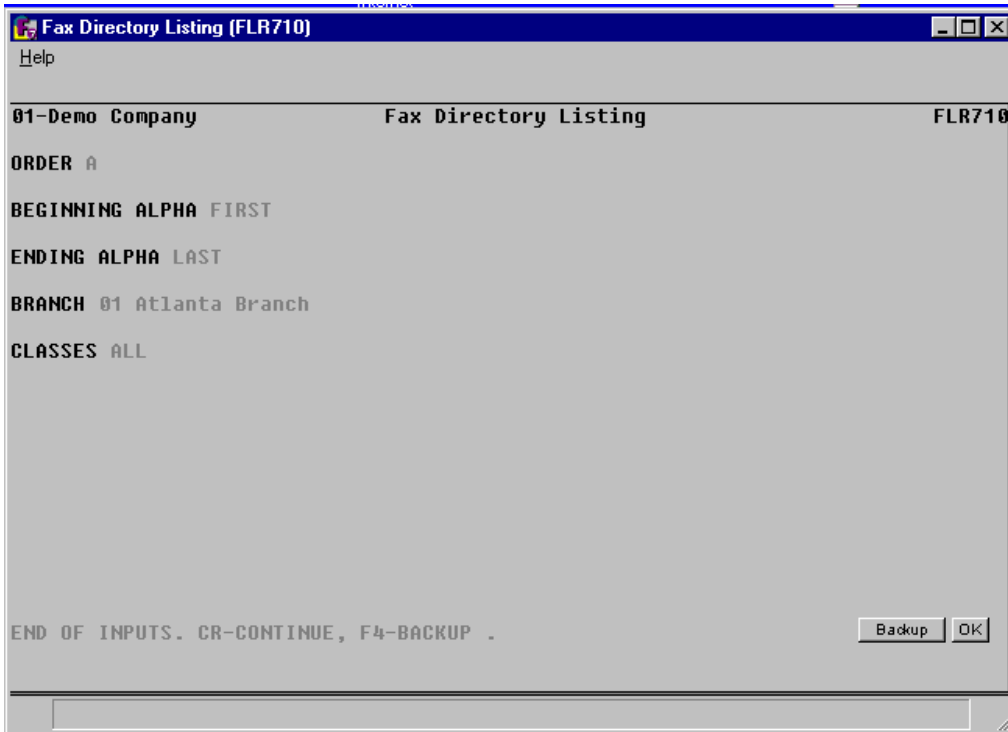 Fax Directory Listing (FLR710)
Help
01-Demo Company Fax Directory Listing FLR710
ORDER A
BEGINNING ALPHA FIRST
ENDING ALPHA LAST
BRANCH 01 Atlanta Branch
CLASSES ALL
END OF INPUTS. CR-CONTINUE, F4-BACKUP . Backup OK